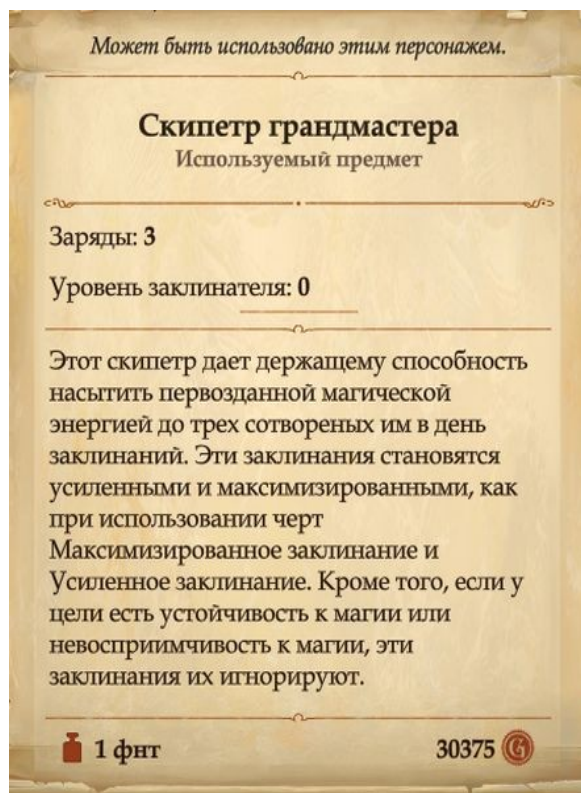 Может быть использовано этим персонажем.
Скипетр грандмастера
Используемый предмет
Заряды: 3
Уровень заклинателя: 0
Этот скипетр дает держащему способность
насытить первозданной магической
энергией до трех сотвореных им в день
заклинаний. Эти заклинания становятся
усиленными и максимизированными, как
при использовании черт
Максимизированное заклинание и
Усиленное заклинание. Кроме того, если у
цели есть устойчивость к магии или
невосприимчивость к магии, эти
заклинания их игнорируют.
1 фнт
30375